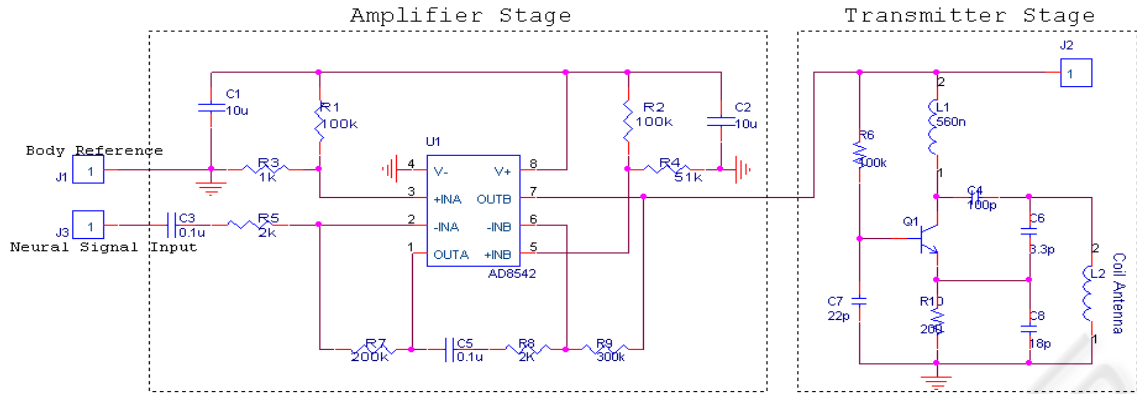 Amplifier Stage
Transmitter Stage
J2
1
C1
10u
R1
100k
R2
100k
C2
10u
2
L1
560n
1
R6
100k
Body Reference
J1
1
R3
1k
U1
4
V-
V+
8
R4
51k
3
+INA
OUTB
7
J3
1
Neural Signal Input
C3
0.1u
R5
2k
2
-INA
-INB
6
1
OUTA
+INB
5
AD8542
C4
100p
Q1
C6
3.3p
2
L2
1
Coil Antenna
C7
22p
R10
200
C8
18p
R7
200k
C5
0.1u
R8
2K
R9
300k